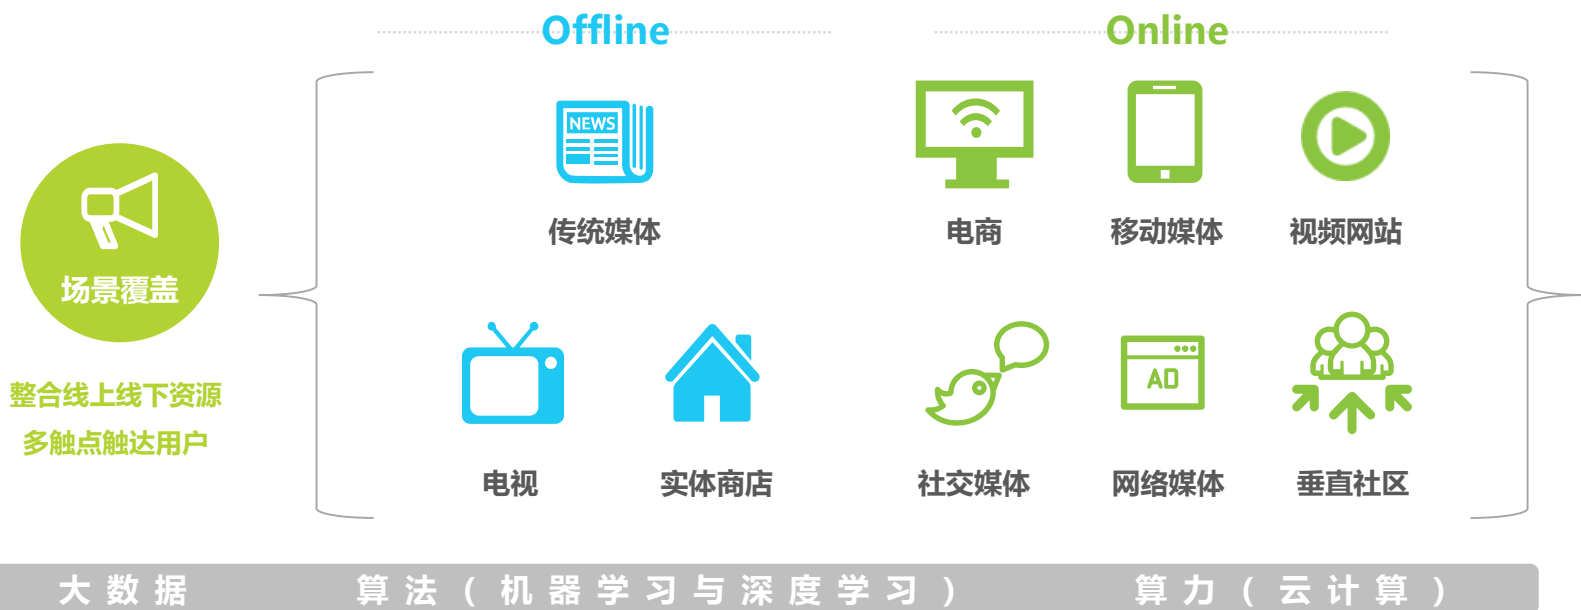 Offline
Online
NEWS
传统媒体
电商
移动媒体
视频网站
场景覆盖
整合线上线下资源
多触点触达用户
AD
电视
实体商店
社交媒体
网络媒体
垂直社区
大数据
算法(机器学习与深度学习)
算力(云计算)